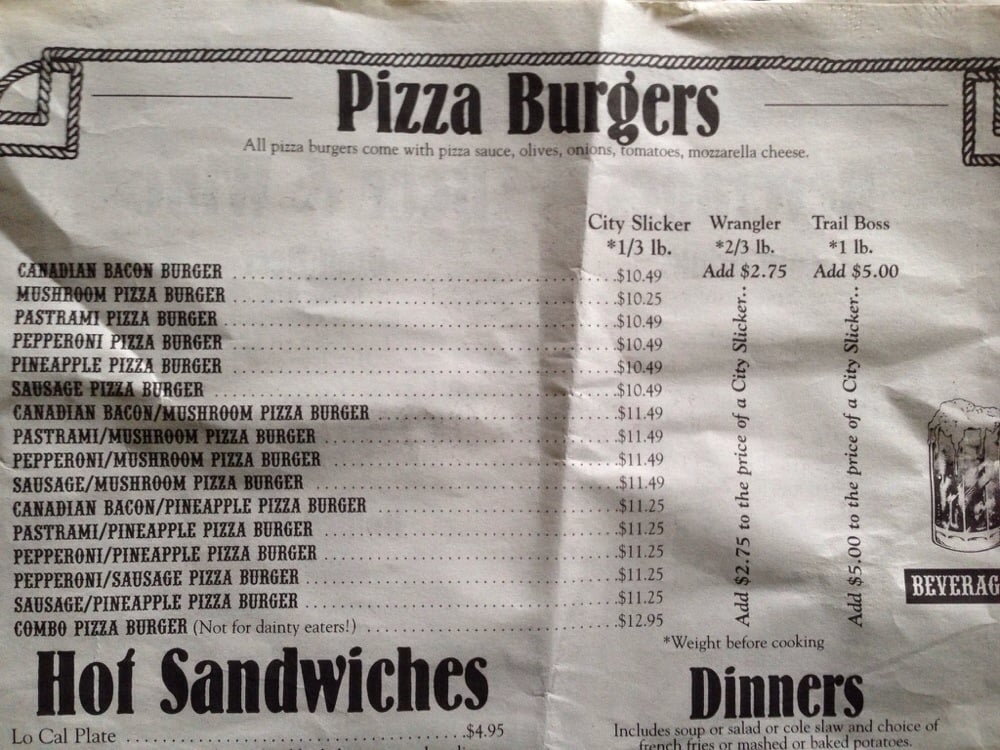 Pizza Burgers
All pizza burgers come with pizza sauce, olives, onions, tomatoes, mozzarella cheese.
City Slicker Wrangler Trail Boss
*1/3 lb. *2/3 lb. *1 lb.
Add $2.75 Add $5.00
CANADIAN BACON BURGER $10.49
MUSHROOM PIZZA BURGER $10.25
PASTRAMI PIZZA BURGER $10.49
PEPPERONI PIZZA BURGER $10.49
PINEAPPLE PIZZA BURGER $10.49
SAUSAGE PIZZA BURGER $10.49
CANADIAN BACON/MUSHROOM PIZZA BURGER $11.49
PASTRAMI/MUSHROOM PIZZA BURGER $11.49
PEPPERONI/MUSHROOM PIZZA BURGER $11.49
SAUSAGE/MUSHROOM PIZZA BURGER $11.49
CANADIAN BACON/PINEAPPLE PIZZA BURGER $11.25
PASTRAMI/PINEAPPLE PIZZA BURGER $11.25
PEPPERONI/PINEAPPLE PIZZA BURGER $11.25
PEPPERONI/SAUSAGE PIZZA BURGER $11.25
SAUSAGE/PINEAPPLE PIZZA BURGER $11.25
COMBO PIZZA BURGER (Not for dainty eaters!) $12.95
Add $2.75 to the price of a City Slicker..
Add $5.00 to the price of a City Slicker..
*Weight before cooking
BEVERAG
Hot Sandwiches
Lo Cal Plate $4.95
Dinners
Includes soup or salad or cole slaw and choice of
french fries or mashed or baked potatoes.